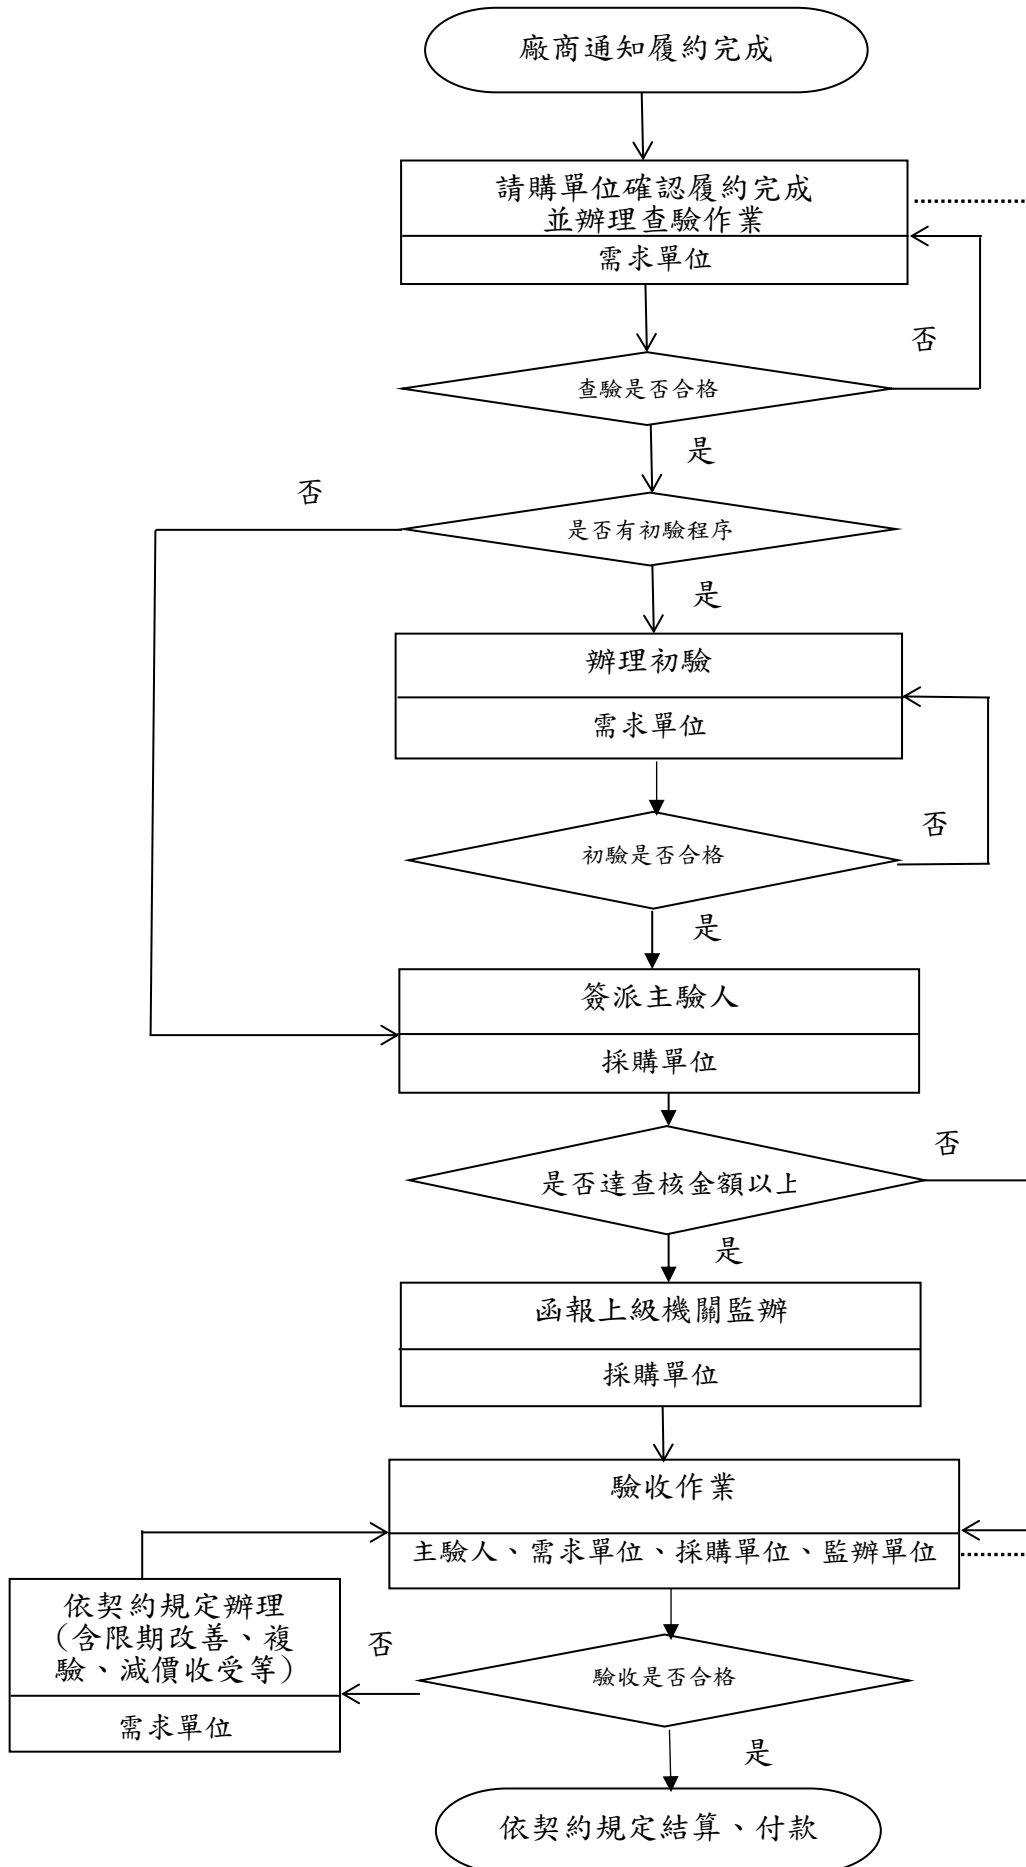 廠商通知履約完成
請購單位確認履約完成
並辦理查驗作業
需求單位
否
查驗是否合格
是
否
是否有初驗程序
是
辦理初驗
需求單位
否
初驗是否合格
是
簽派主驗人
採購單位
否
是否達查核金額以上
是
函報上級機關監辦
採購單位
驗收作業
主驗人、需求單位、採購單位、監辦單位
依契約規定辦理
(含限期改善、複
驗、減價收受等)
需求單位
否
驗收是否合格
是
依契約規定結算、付款